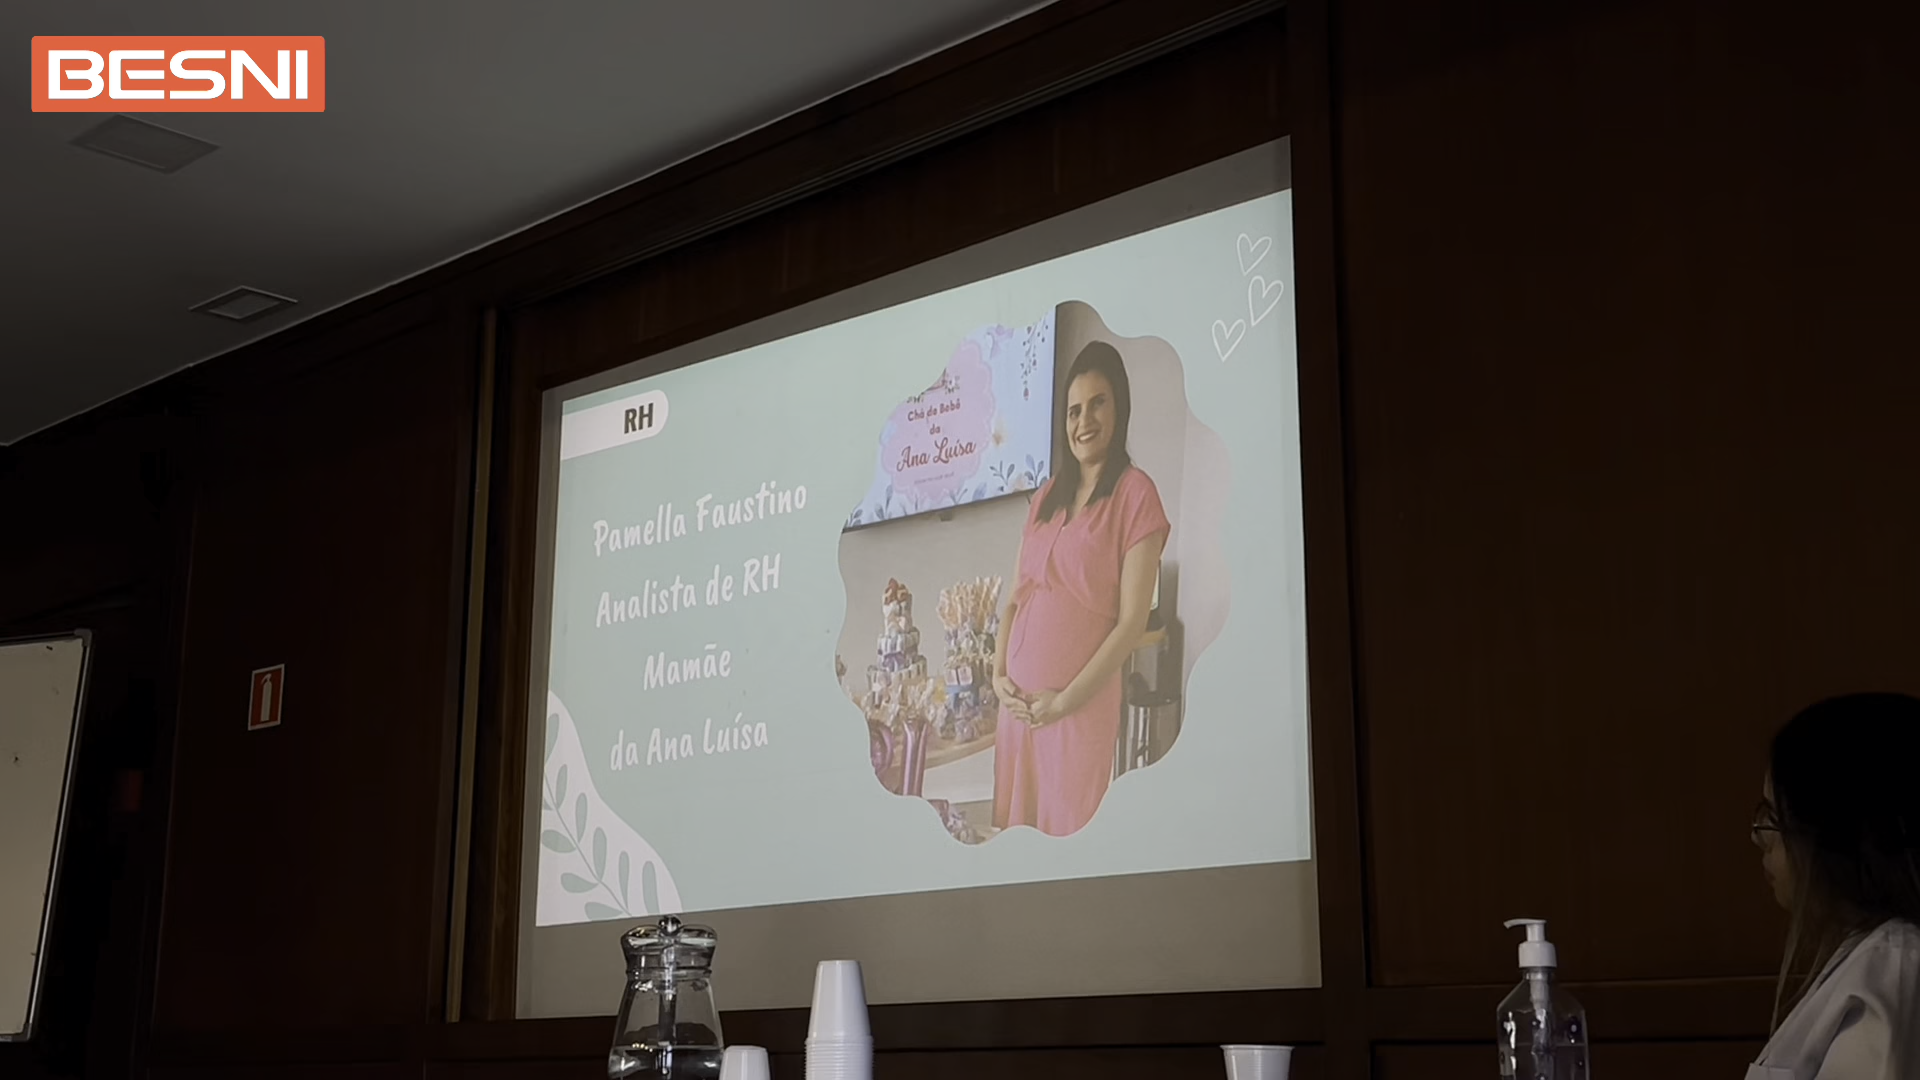 BESNI
RH
Pamella Faustino
Analista de RH
Mamãe
da Ana Luísa
Chá de Bebê
da
Ana Luísa